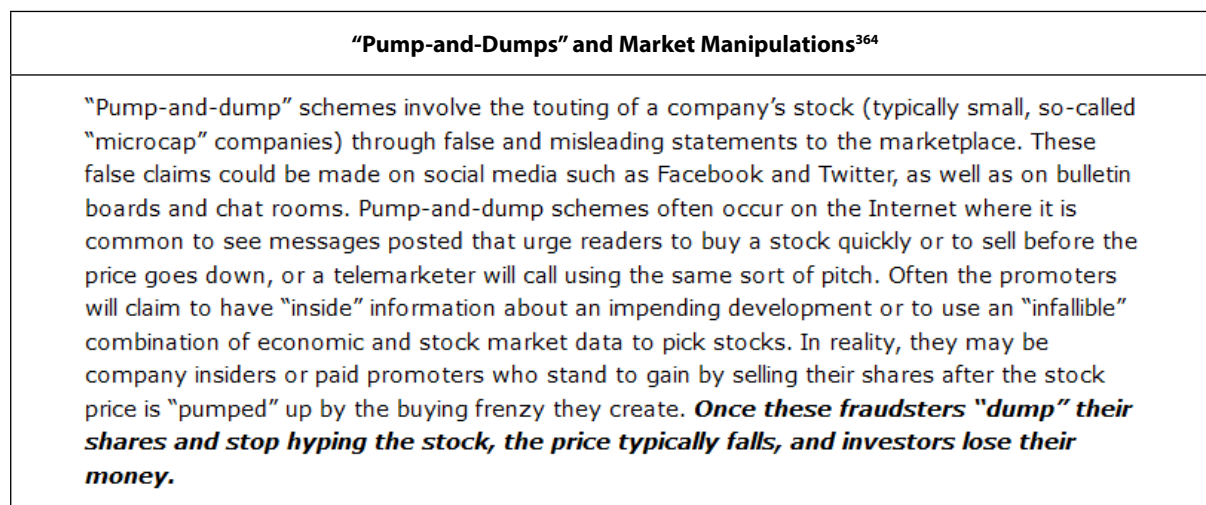 “Pump-and-Dumps” and Market Manipulations³⁶⁴
“Pump-and-dump” schemes involve the touting of a company’s stock (typically small, so-called
“microcap” companies) through false and misleading statements to the marketplace. These
false claims could be made on social media such as Facebook and Twitter, as well as on bulletin
boards and chat rooms. Pump-and-dump schemes often occur on the Internet where it is
common to see messages posted that urge readers to buy a stock quickly or to sell before the
price goes down, or a telemarketer will call using the same sort of pitch. Often the promoters
will claim to have “inside” information about an impending development or to use an “infallible”
combination of economic and stock market data to pick stocks. In reality, they may be
company insiders or paid promoters who stand to gain by selling their shares after the stock
price is “pumped” up by the buying frenzy they create. Once these fraudsters “dump” their
shares and stop hyping the stock, the price typically falls, and investors lose their
money.